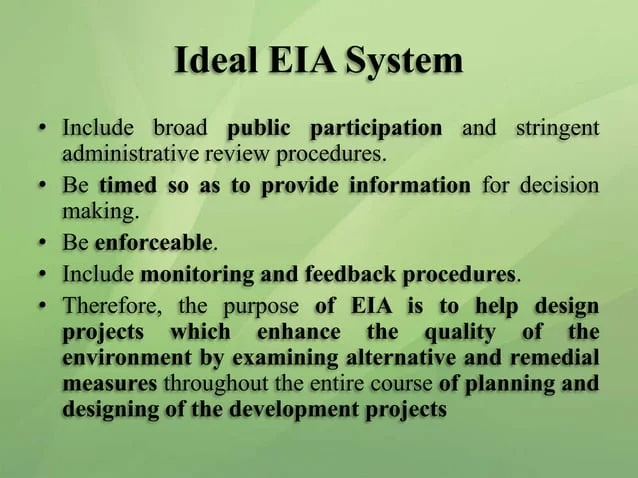 Ideal EIA System
• Include broad public participation and stringent
administrative review procedures.
• Be timed so as to provide information for decision
making.
• Be enforceable.
• Include monitoring and feedback procedures.
• Therefore, the purpose of EIA is to help design
projects which enhance the quality of the
environment by examining alternative and remedial
measures throughout the entire course of planning and
designing of the development projects